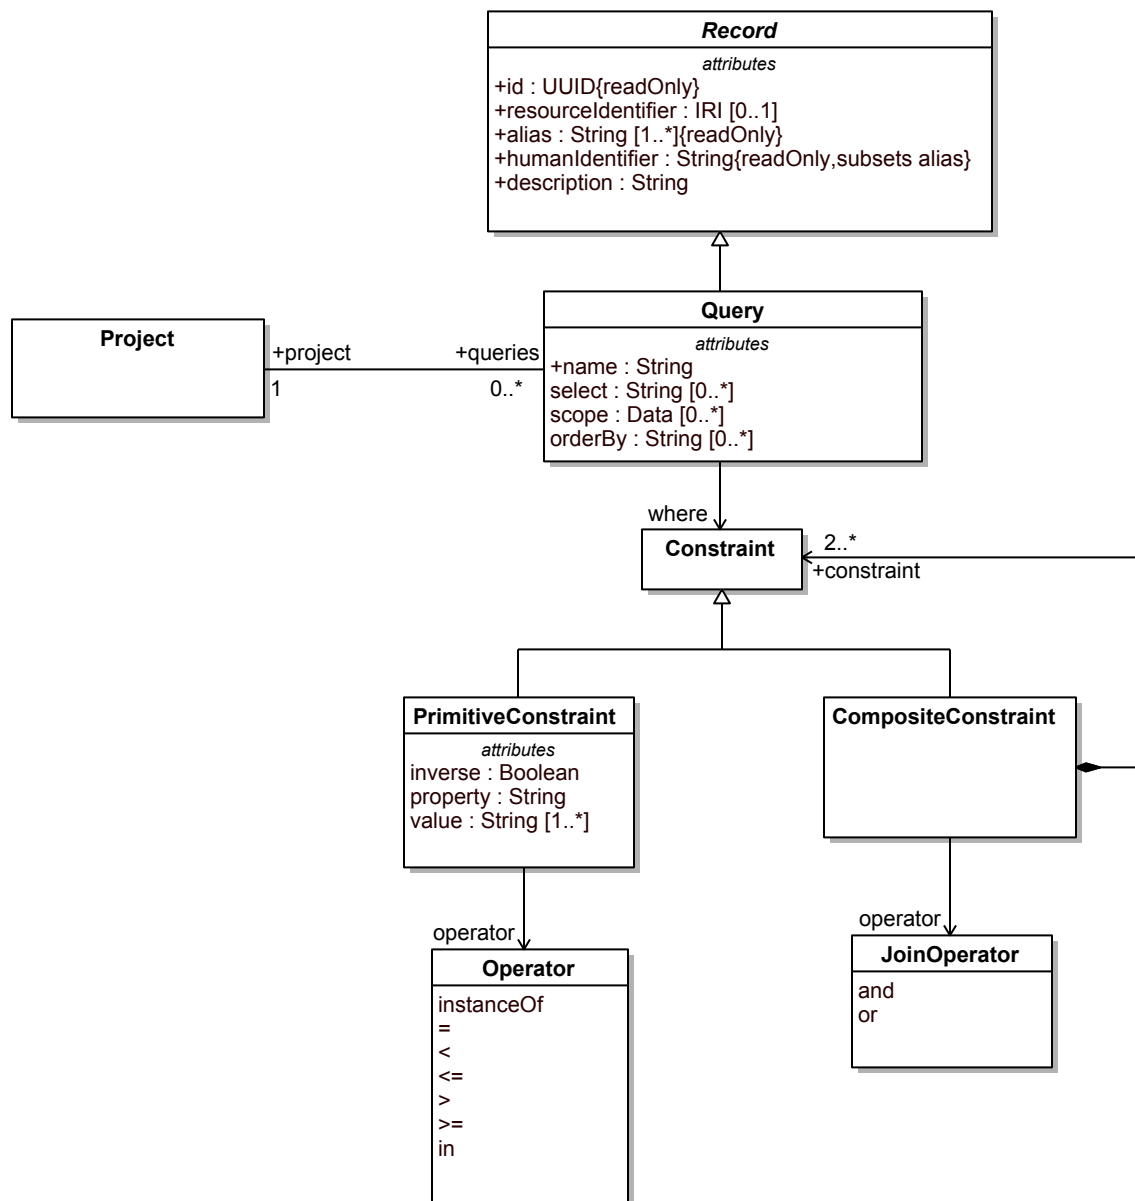 Record
attributes
+id : UUID{readOnly}
+resourceIdentifier : IRI [0..1]
+alias : String [1..*]{readOnly}
+humanIdentifier : String{readOnly,subsets alias}
+description : String
Project
+project
1
+queries
0..*
Query
attributes
+name : String
select : String [0..*]
scope : Data [0..*]
orderBy : String [0..*]
where
Constraint
2..*
+constraint
PrimitiveConstraint
attributes
inverse : Boolean
property : String
value : String [1..*]
CompositeConstraint
operator
Operator
instanceOf
=
<
<=
>
>=
in
operator
JoinOperator
and
or